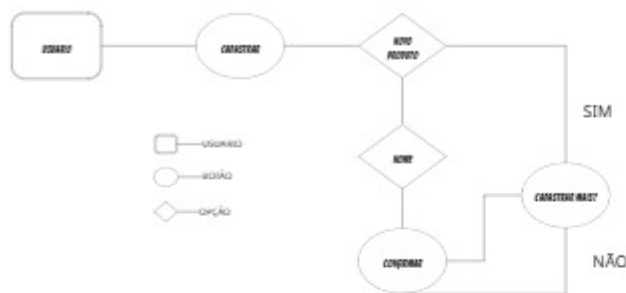 USUARIO
CADASTRAR
NOVO
PRODUTO
SIM
USUARIO
BOTÃO
NOME
CADASTRAR MAIS?
OPÇÃO
CONFIRMAR
NÃO